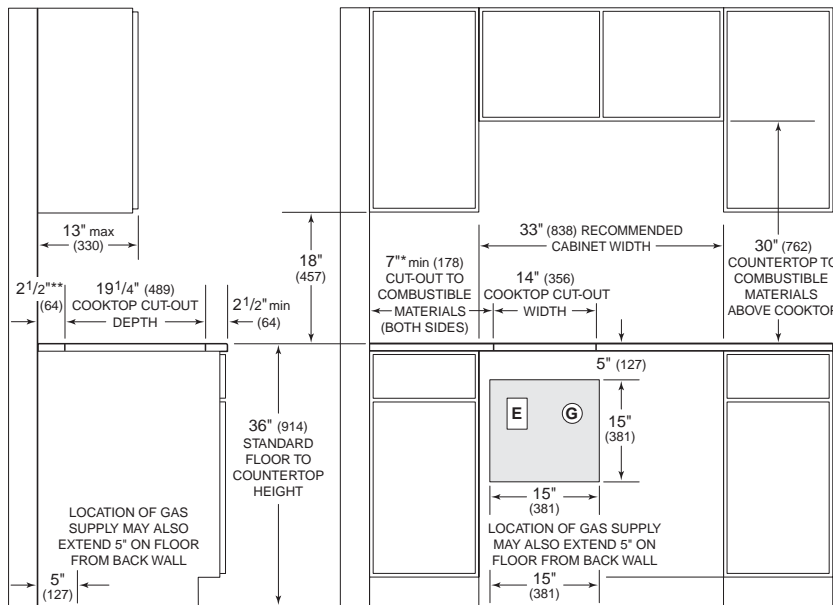 13" max
(330)
18"
(457)
33" (838) RECOMMENDED
CABINET WIDTH
30" (762)
COUNTERTOP TO
COMBUSTIBLE
MATERIALS
ABOVE COOKTOP
2 1/2"**
(64)
19 1/4" (489)
COOKTOP CUT-OUT
DEPTH
2 1/2" min
(64)
7"* min (178)
CUT-OUT TO
COMBUSTIBLE
MATERIALS
(BOTH SIDES)
14" (356)
COOKTOP CUT-OUT
WIDTH
5" (127)
36" (914)
STANDARD
FLOOR TO
COUNTERTOP
HEIGHT
E
G
15"
(381)
15"
(381)
LOCATION OF GAS
SUPPLY MAY ALSO
EXTEND 5" ON FLOOR
FROM BACK WALL
5"
(127)
LOCATION OF GAS SUPPLY
MAY ALSO EXTEND 5" ON
FLOOR FROM BACK WALL
15"
(381)